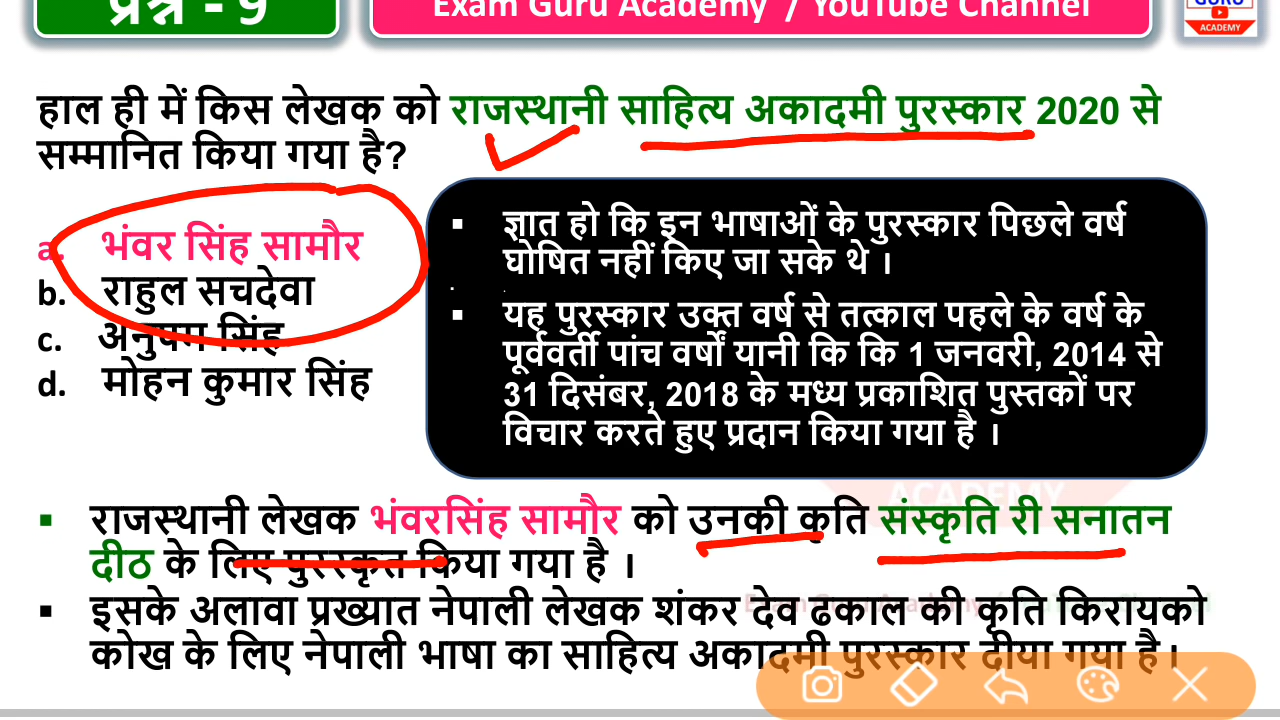 प्रश्न - 9
Exam Guru Academy / YouTube Channel
GURU
ACADEMY
हाल ही में किस लेखक को राजस्थानी साहित्य अकादमी पुरस्कार 2020 से
सम्मानित किया गया है?
a. भंवर सिंह सामौर
b. राहुल सचदेवा
c. अनुपम सिंह
d. मोहन कुमार सिंह
▪ ज्ञात हो कि इन भाषाओं के पुरस्कार पिछले वर्ष
घोषित नहीं किए जा सके थे ।
▪ यह पुरस्कार उक्त वर्ष से तत्काल पहले के वर्ष के
पूर्ववर्ती पांच वर्षों यानी कि कि 1 जनवरी, 2014 से
31 दिसंबर, 2018 के मध्य प्रकाशित पुस्तकों पर
विचार करते हुए प्रदान किया गया है ।
ACADEMY
▪ राजस्थानी लेखक भंवरसिंह सामौर को उनकी कृति संस्कृति री सनातन
दीठ के लिए पुरस्कृत किया गया है ।
▪ इसके अलावा प्रख्यात नेपाली लेखक शंकर देव ढकाल की कृति किरायको
कोख के लिए नेपाली भाषा का साहित्य अकादमी पुरस्कार दीया गया है ।